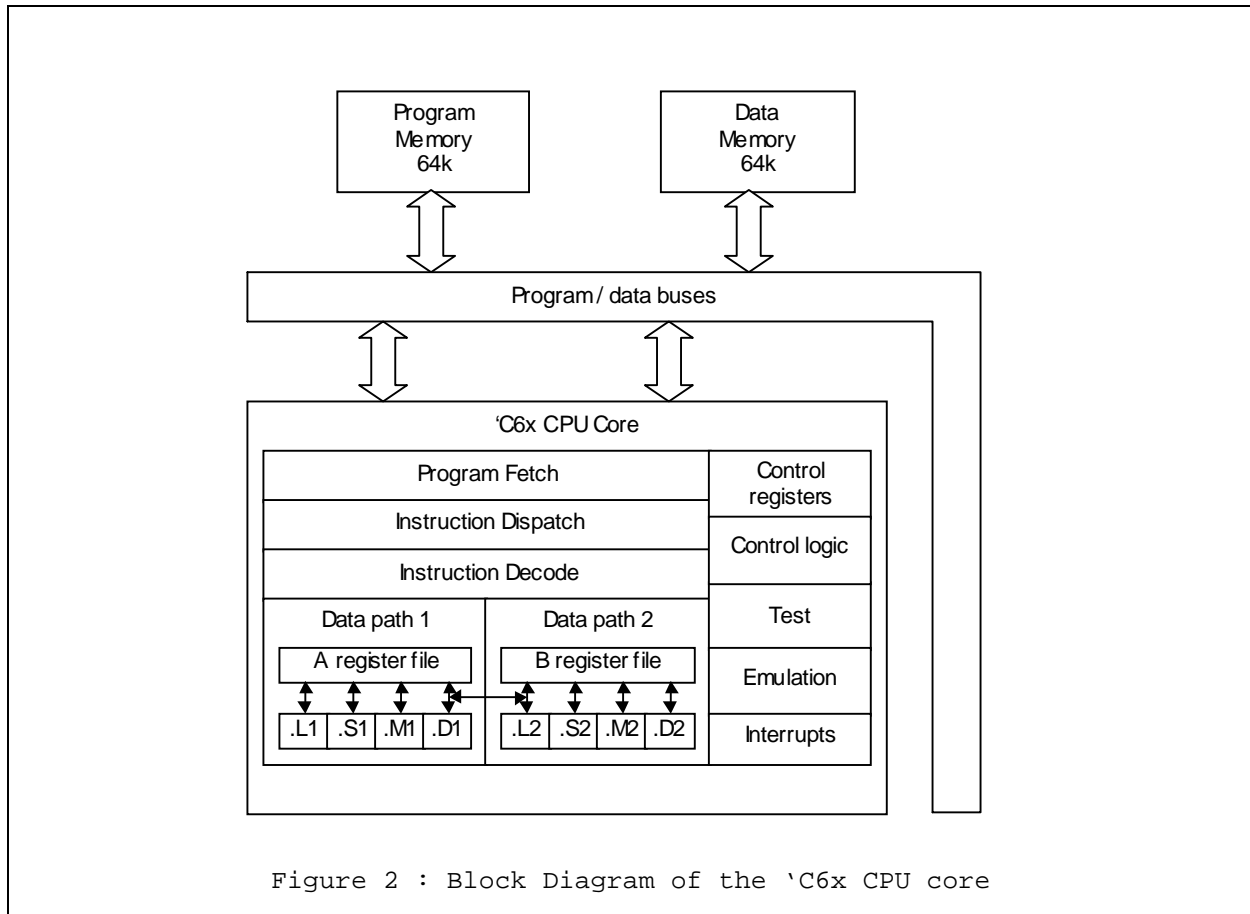 Program
Memory
64k
Data
Memory
64k
Program / data buses
‘C6x CPU Core
Program Fetch
Instruction Dispatch
Instruction Decode
Control
registers
Control logic
Test
Emulation
Interrupts
Data path 1
A register file
.L1 .S1 .M1 .D1
Data path 2
B register file
.L2 .S2 .M2 .D2
Figure 2 : Block Diagram of the ‘C6x CPU core